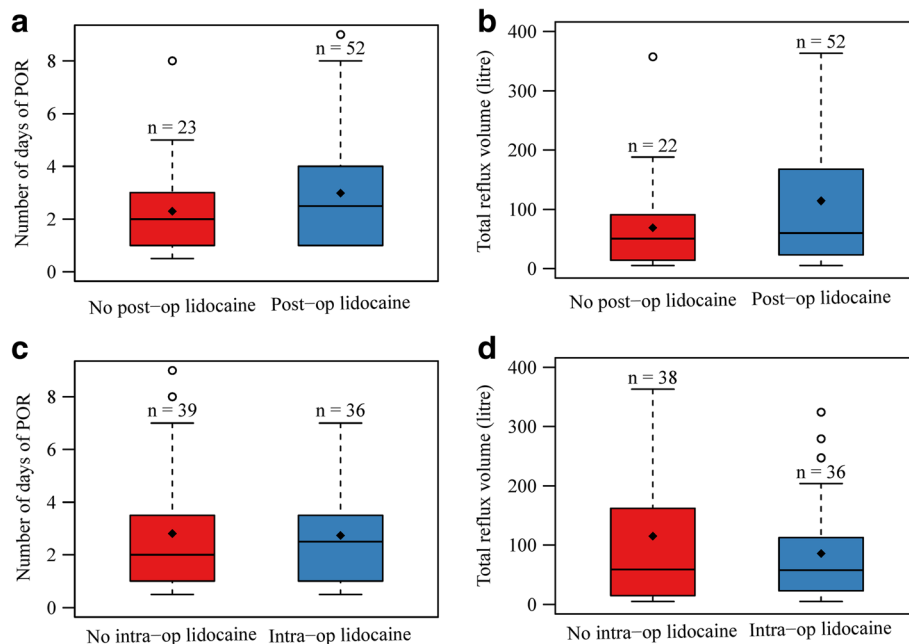 a
Number of days of POR
8
6
4
2
0
n = 23
n = 52
No post−op lidocaine
Post−op lidocaine
b
Total reflux volume (litre)
400
300
200
100
0
n = 22
n = 52
No post−op lidocaine
Post−op lidocaine
c
Number of days of POR
8
6
4
2
0
n = 39
n = 36
No intra−op lidocaine
Intra−op lidocaine
d
Total reflux volume (litre)
400
300
200
100
0
n = 38
n = 36
No intra−op lidocaine
Intra−op lidocaine